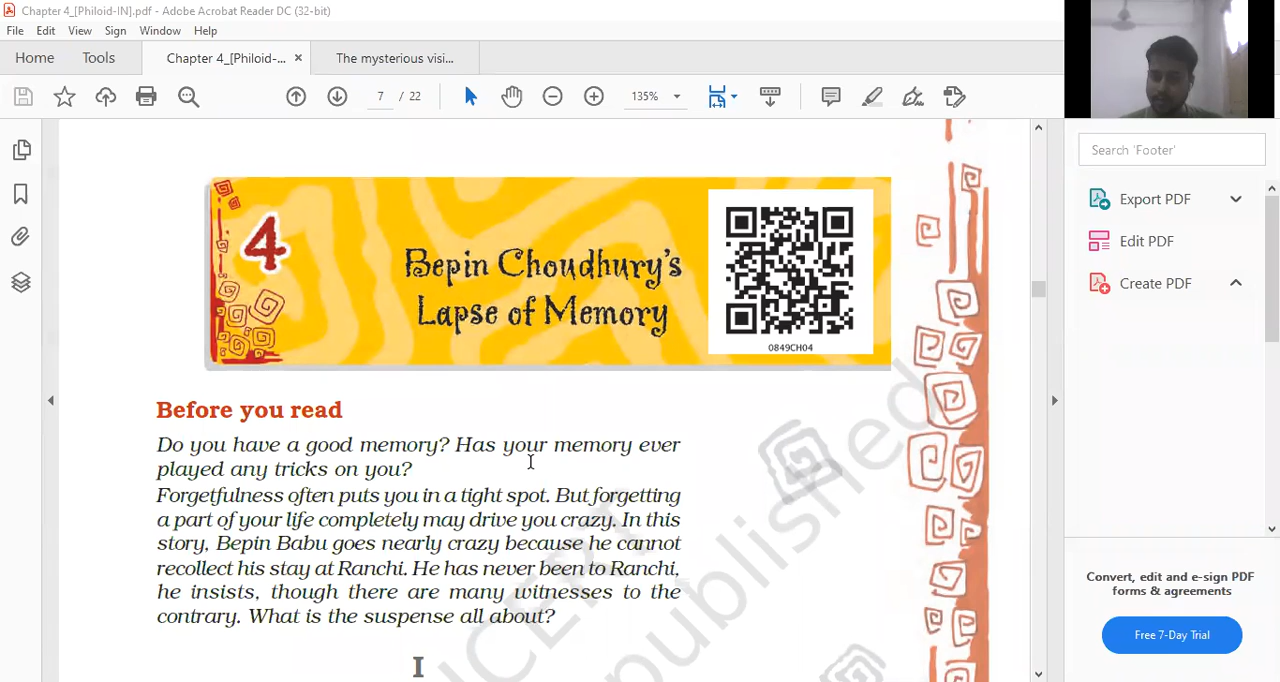 Chapter 4_[Philoid-IN].pdf - Adobe Acrobat Reader DC (32-bit)
File Edit View Sign Window Help
Home Tools Chapter 4_[Philoid-... × The mysterious visi...
7 / 22 135%
Search 'Footer'
Export PDF
Edit PDF
Create PDF
4
Bepin Choudhury's
Lapse of Memory
0849CH04
Before you read
Do you have a good memory? Has your memory ever
played any tricks on you?
Forgetfulness often puts you in a tight spot. But forgetting
a part of your life completely may drive you crazy. In this
story, Bepin Babu goes nearly crazy because he cannot
recollect his stay at Ranchi. He has never been to Ranchi,
he insists, though there are many witnesses to the
contrary. What is the suspense all about?
I
NCERT
republished
Convert, edit and e-sign PDF
forms & agreements
Free 7-Day Trial